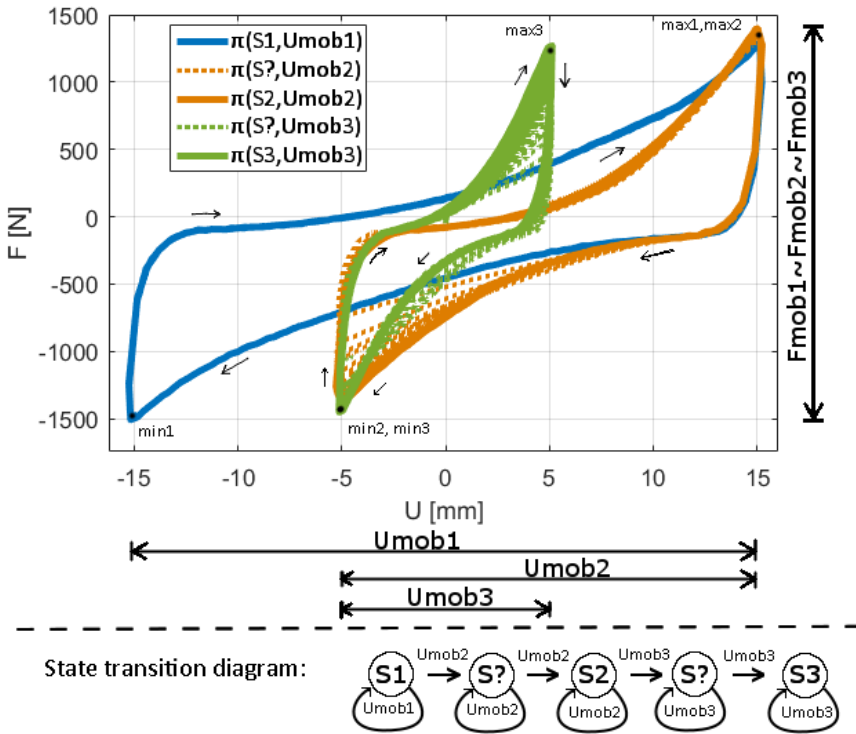 max3
max1,max2
1500
π(S1,Umob1)
π(S?,Umob2)
π(S2,Umob2)
π(S?,Umob3)
π(S3,Umob3)
1000
500
0
-500
-1000
-1500
F [N]
min1
min2, min3
Fmob1~Fmob2~Fmob3
-15 -10 -5 0 5 10 15
U [mm]
Umob1
Umob2
Umob3
State transition diagram:
Umob2 Umob2 Umob3 Umob3
S1 S? S2 S? S3
Umob1 Umob2 Umob2 Umob3 Umob3